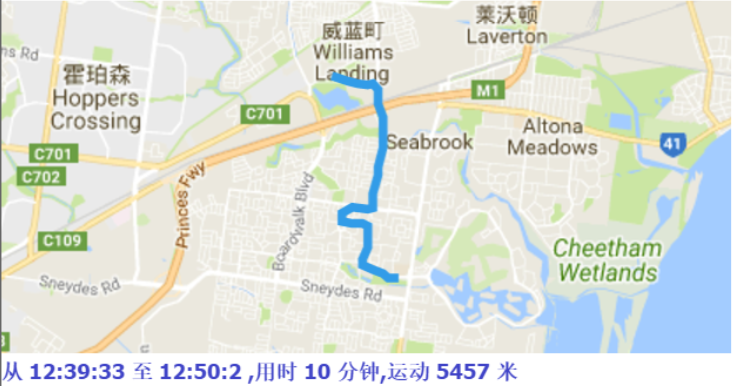 莱沃顿
Laverton
威蓝町
Williams
Landing
ns Rd
霍珀森
Hoppers
Crossing
M1
C701
Seabrook
Altona
Meadows
41
C701
C702
Princes Fwy
Boardwalk Blvd
C109
Cheetham
Wetlands
Sneydes Rd
Sneydes Rd
从 12:39:33 至 12:50:2 ,用时 10 分钟,运动 5457 米